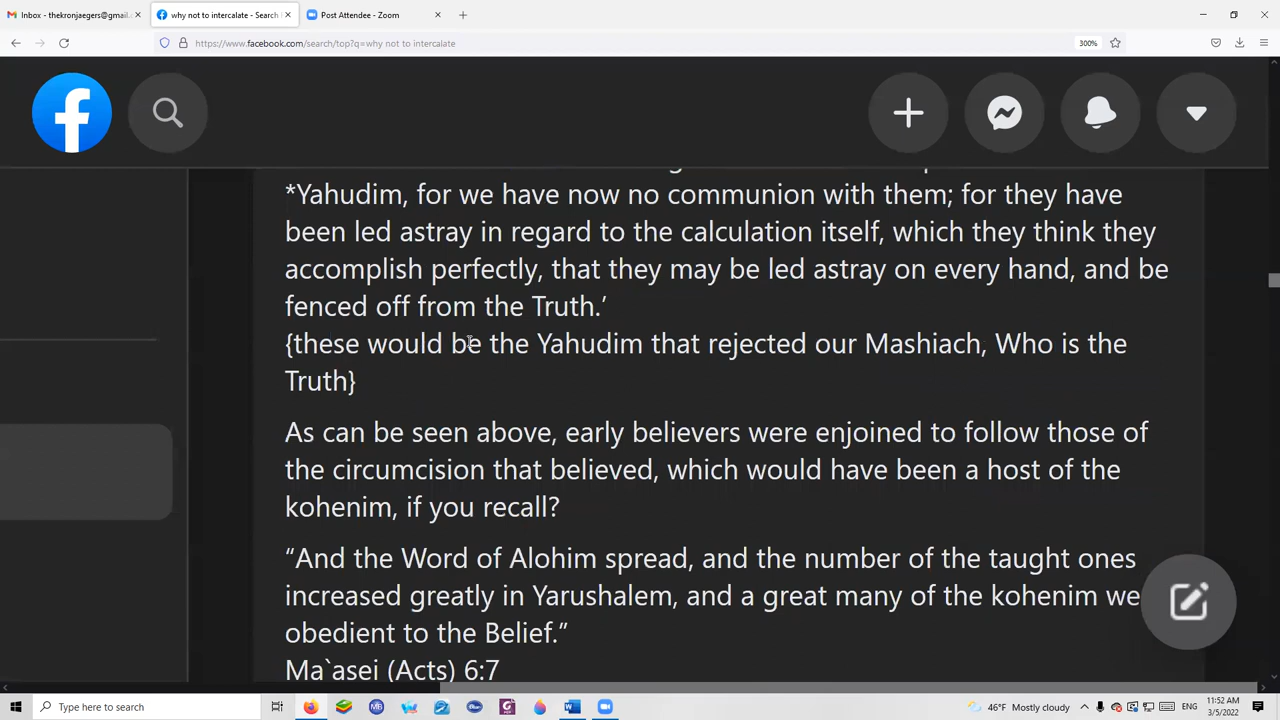 Inbox - thekronjaegers@gmail.
why not to intercalate - Search
Post Attendee - Zoom
https://www.facebook.com/search/top?q=why not to intercalate
300%
*Yahudim, for we have now no communion with them; for they have
been led astray in regard to the calculation itself, which they think they
accomplish perfectly, that they may be led astray on every hand, and be
fenced off from the Truth.’
{these would be the Yahudim that rejected our Mashiach, Who is the
Truth}
As can be seen above, early believers were enjoined to follow those of
the circumcision that believed, which would have been a host of the
kohenim, if you recall?
“And the Word of Alohim spread, and the number of the taught ones
increased greatly in Yarushalem, and a great many of the kohenim we
obedient to the Belief.”
Ma`asei (Acts) 6:7
Type here to search
46°F Mostly cloudy
11:52 AM
3/5/2022